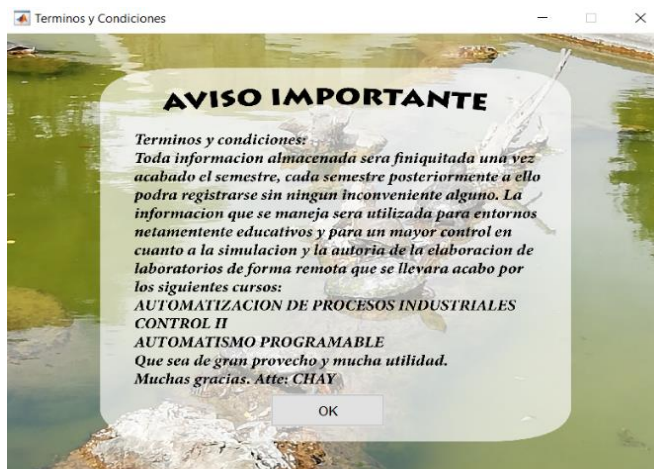 Terminos y Condiciones
AVISO IMPORTANTE
Terminos y condiciones:
Toda informacion almacenada sera finiquitada una vez
acabado el semestre, cada semestre posteriormente a ello
podra registrarse sin ningun inconveniente alguno. La
informacion que se maneja sera utilizada para entornos
netamentente educativos y para un mayor control en
cuanto a la simulacion y la autoria de la elaboracion de
laboratorios de forma remota que se llevara acabo por
los siguientes cursos:
AUTOMATIZACION DE PROCESOS INDUSTRIALES
CONTROL II
AUTOMATISMO PROGRAMABLE
Que sea de gran provecho y mucha utilidad.
Muchas gracias. Atte: CHAY
OK